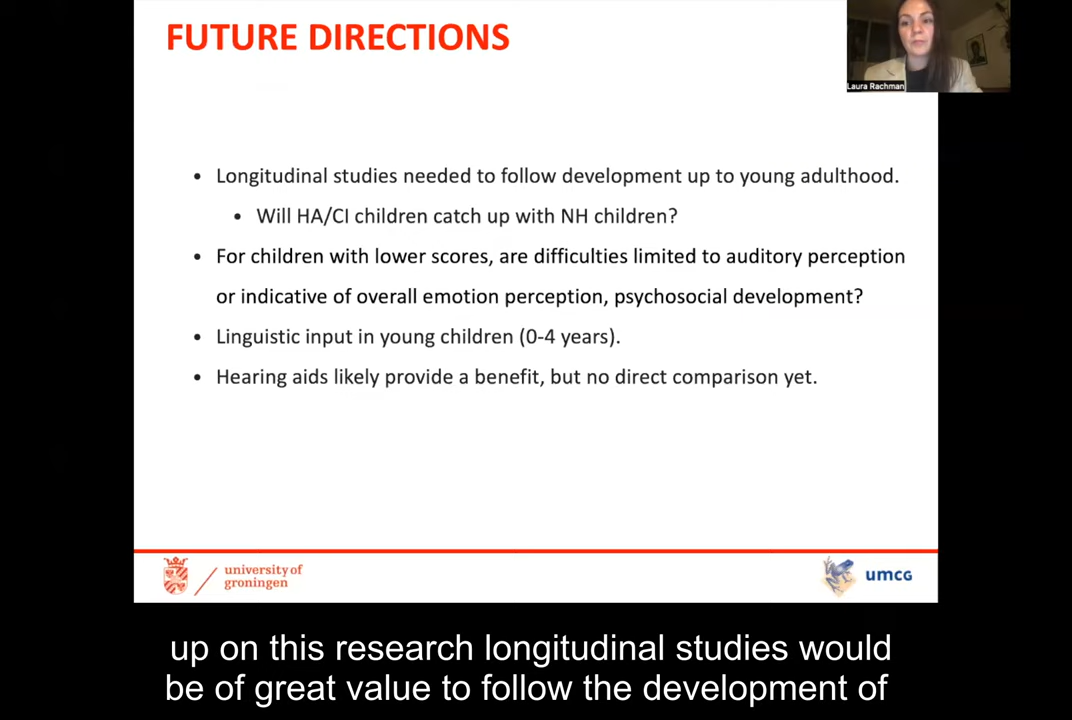 FUTURE DIRECTIONS
Laura Rachman
• Longitudinal studies needed to follow development up to young adulthood.
• Will HA/CI children catch up with NH children?
• For children with lower scores, are difficulties limited to auditory perception
or indicative of overall emotion perception, psychosocial development?
• Linguistic input in young children (0-4 years).
• Hearing aids likely provide a benefit, but no direct comparison yet.
university of
groningen
umcg
up on this research longitudinal studies would
be of great value to follow the development of